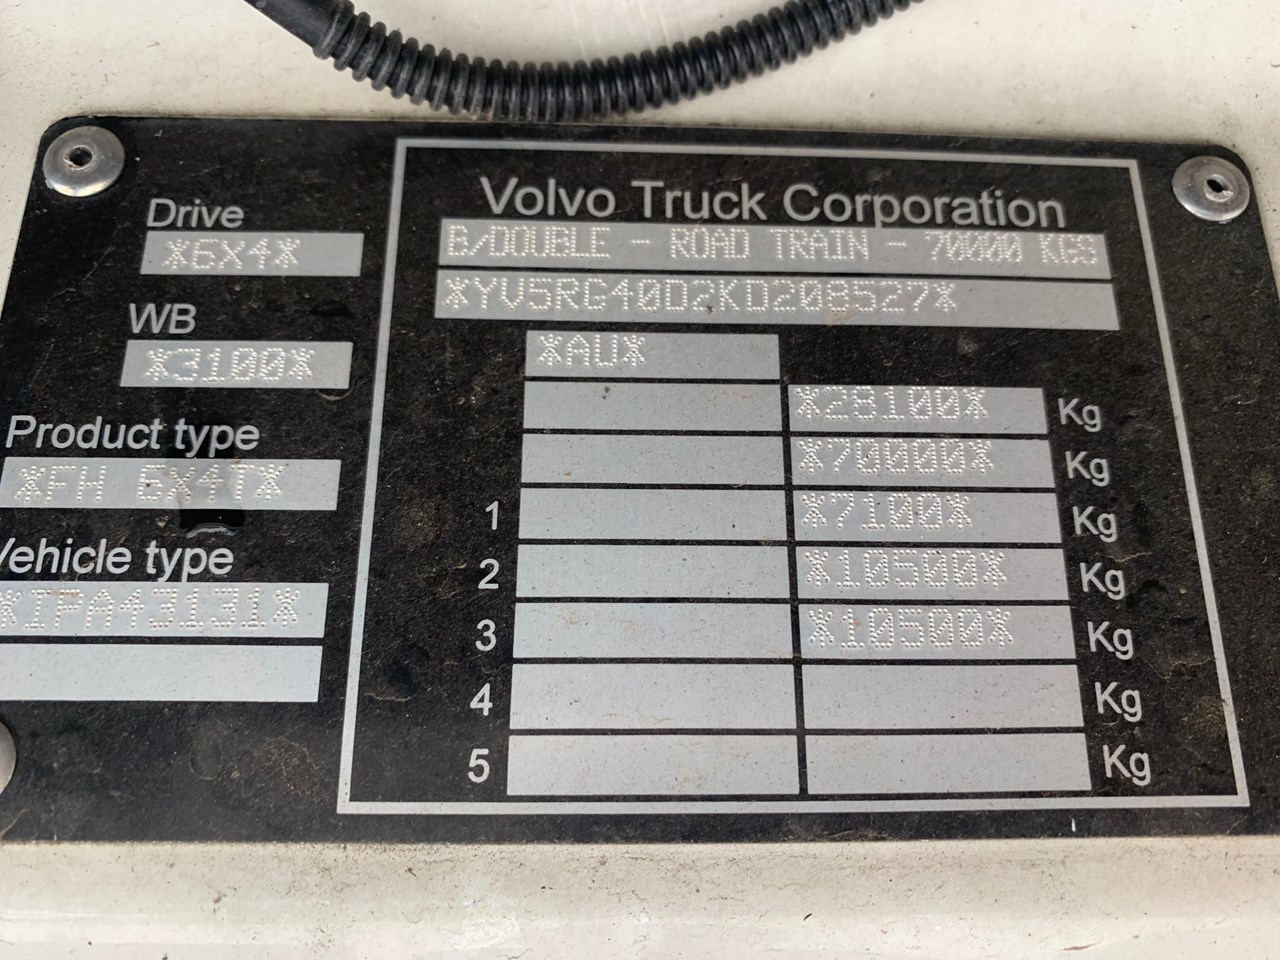 Drive
*6X4*
WB
*3100*
Product type
*FH 6X4T*
Vehicle type
*IPA43131*
Volvo Truck Corporation
B/DOUBLE - ROAD TRAIN - 70000 KGS
*YV5RG40D2KD208527*
*AU*
*28100* Kg
*70000* Kg
1 *7100* Kg
2 *10500* Kg
3 *10500* Kg
4 Kg
5 Kg